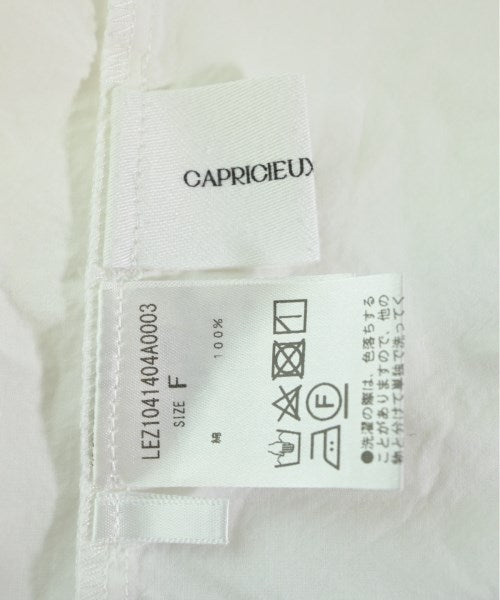 CAPRICIEUX
LEZ1041404A0003
SIZE F
綿 100%
F
●洗濯の際は、色落ちする
ことがありますので、他の
物と分けて単独で洗ってく